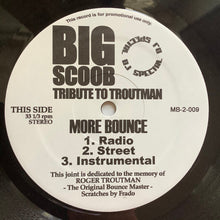 This record is for promotional use only.
BIG
SCOOB
DJ SPECIAL
DJ SPECIAL
TRIBUTE TO TROUTMAN
THIS SIDE
33 1/3 rpm
STEREO
MB-2-009
MORE BOUNCE
1. Radio
2. Street
3. Instrumental
This joint is dedicated to the memory of
ROGER TROUTMAN
- The Original Bounce Master -
Scratches by Frado